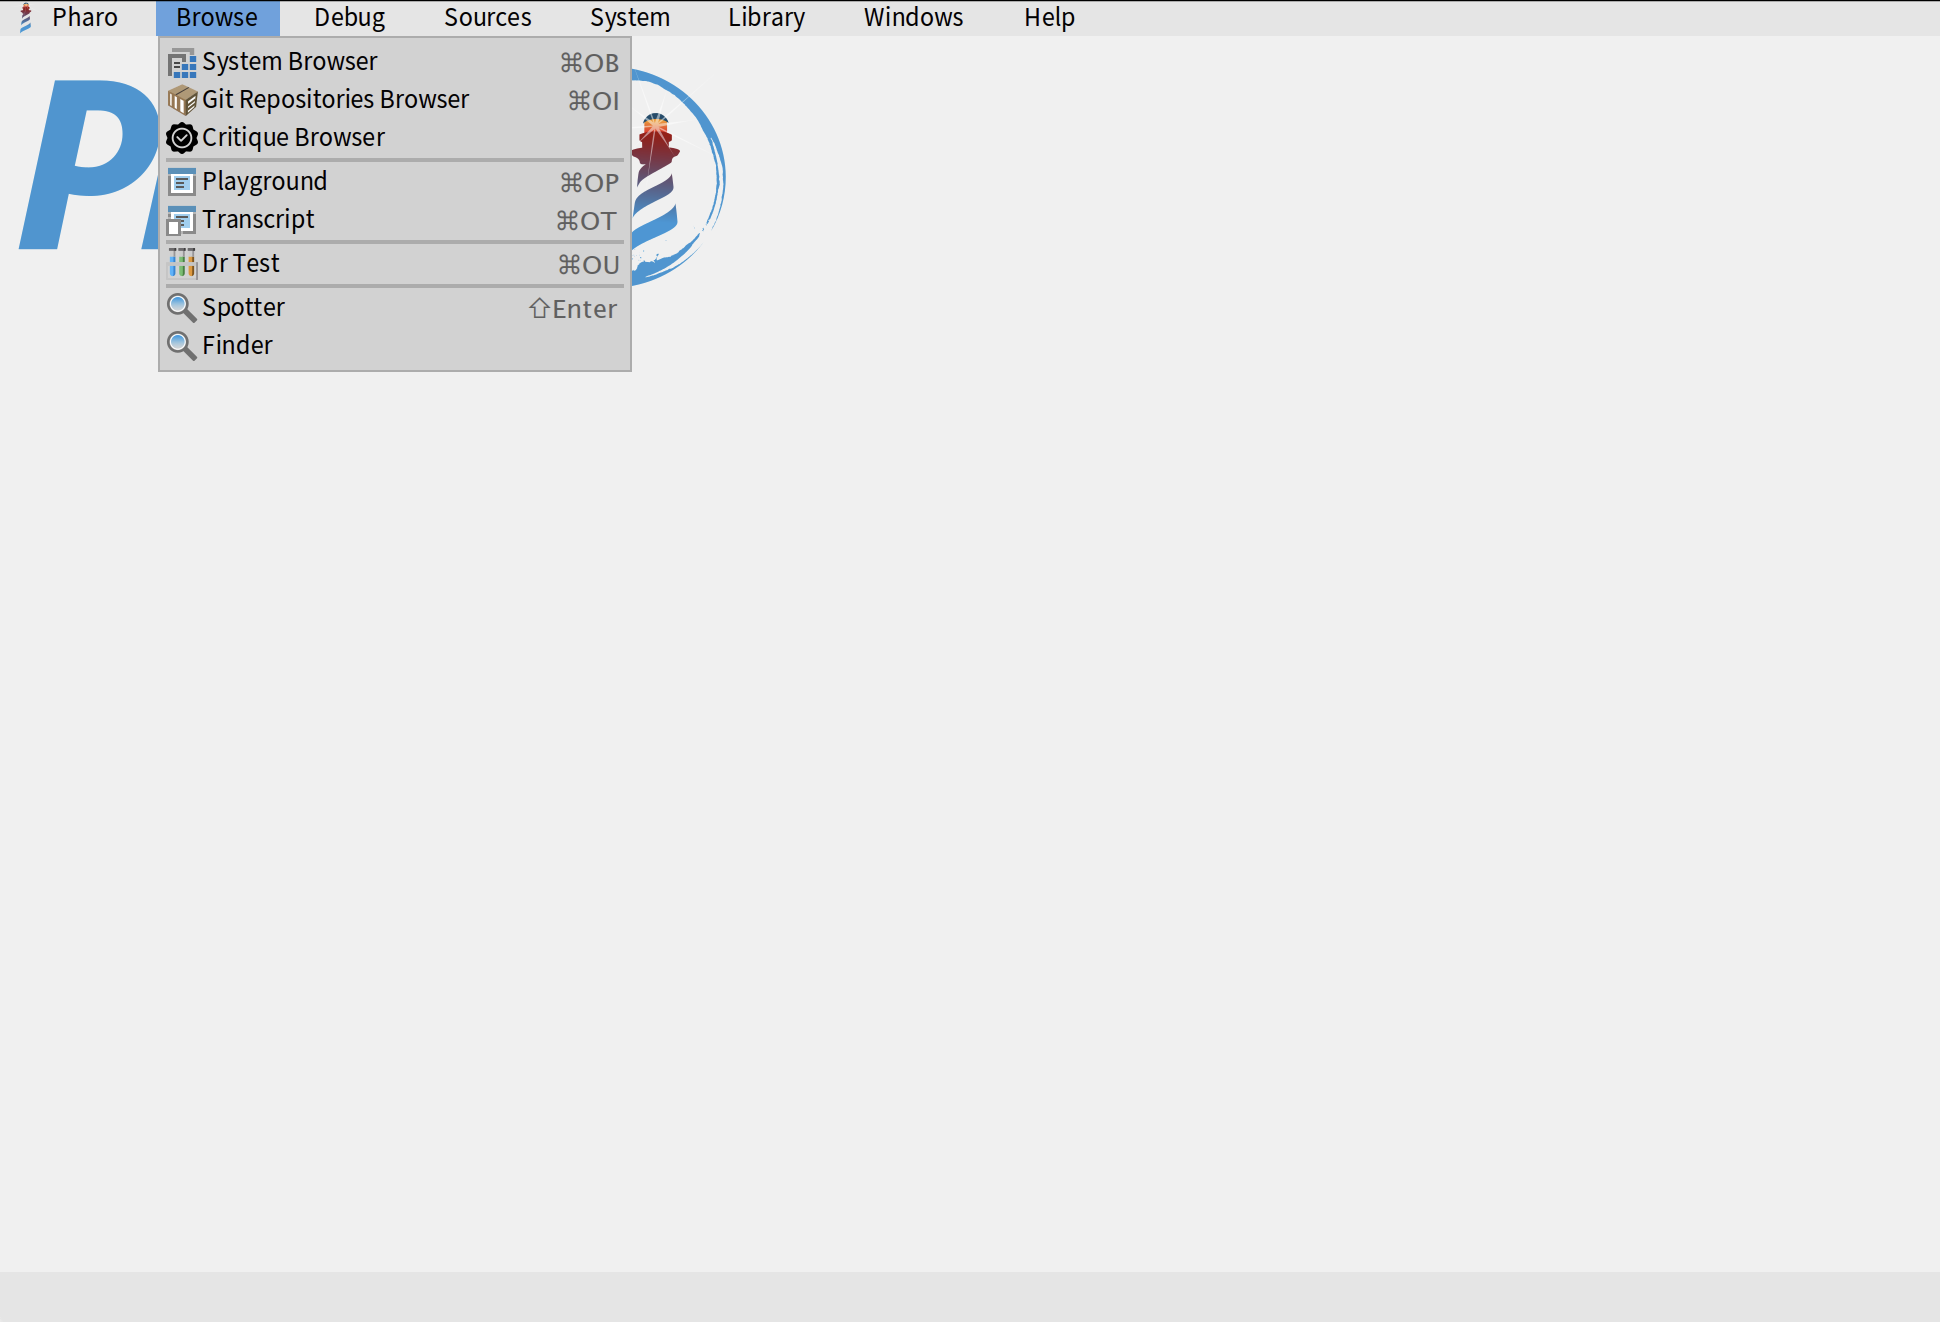 Pharo Browse Debug Sources System Library Windows Help
System Browser ⌘OB
Git Repositories Browser ⌘OI
Critique Browser
Playground ⌘OP
Transcript ⌘OT
Dr Test ⌘OU
Spotter ⇧Enter
Finder